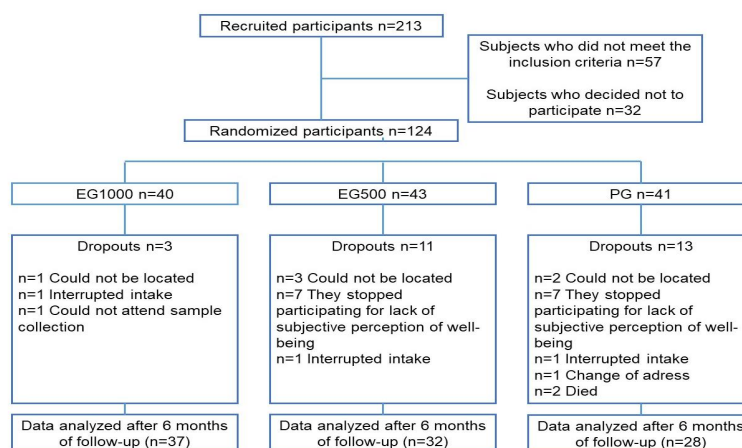 Recruited participants n=213
Subjects who did not meet the
inclusion criteria n=57
Subjects who decided not to
participate n=32
Randomized participants n=124
EG1000 n=40
EG500 n=43
PG n=41
Dropouts n=3
n=1 Could not be located
n=1 Interrupted intake
n=1 Could not attend sample
collection
Dropouts n=11
n=3 Could not be located
n=7 They stopped
participating for lack of
subjective perception of well-
being
n=1 Interrupted intake
Dropouts n=13
n=2 Could not be located
n=7 They stopped
participating for lack of
subjective perception of well-
being
n=1 Interrupted intake
n=1 Change of adress
n=2 Died
Data analyzed after 6 months
of follow-up (n=37)
Data analyzed after 6 months
of follow-up (n=32)
Data analyzed after 6 months
of follow-up (n=28)